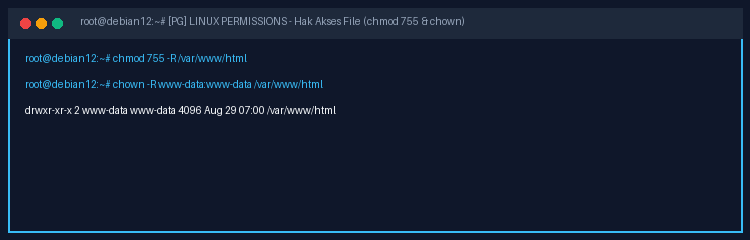 root@debian12:~# [PG] LINUX PERMISSIONS - Hak Akses File (chmod 755 & chown)
root@debian12:~# chmod 755 -R /var/www/html
root@debian12:~# chown -R www-data:www-data /var/www/html
drwxr-xr-x 2 www-data www-data 4096 Aug 29 07:00 /var/www/html